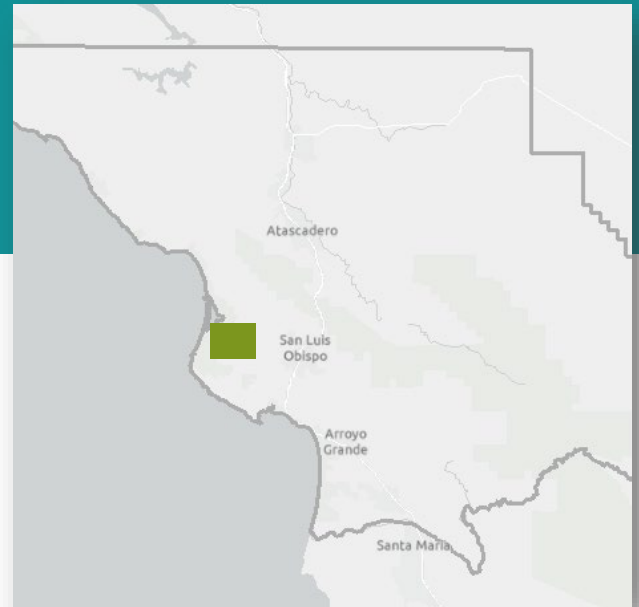 Atascadero
San Luis
Obispo
Arroyo
Grande
Santa Maria